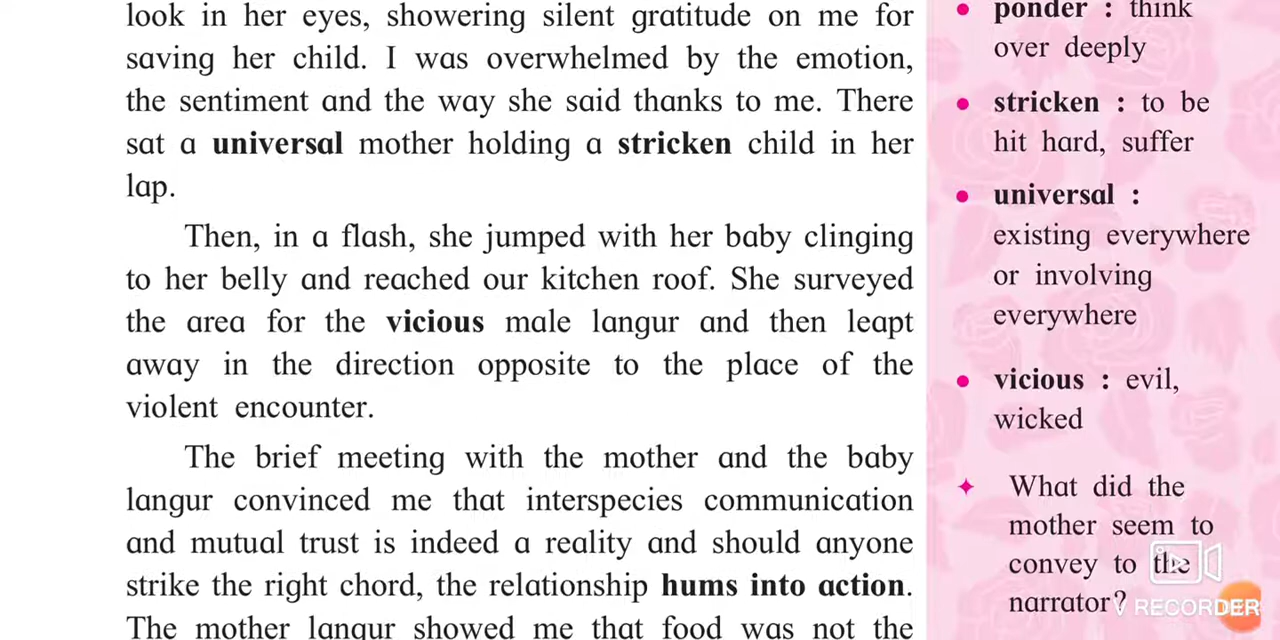 look in her eyes, showering silent gratitude on me for
saving her child. I was overwhelmed by the emotion,
the sentiment and the way she said thanks to me. There
sat a universal mother holding a stricken child in her
lap.
Then, in a flash, she jumped with her baby clinging
to her belly and reached our kitchen roof. She surveyed
the area for the vicious male langur and then leapt
away in the direction opposite to the place of the
violent encounter.
The brief meeting with the mother and the baby
langur convinced me that interspecies communication
and mutual trust is indeed a reality and should anyone
strike the right chord, the relationship hums into action.
The mother langur showed me that food was not the
• ponder : think
over deeply
• stricken : to be
hit hard, suffer
• universal :
existing everywhere
or involving
everywhere
• vicious : evil,
wicked
✦ What did the
mother seem to
convey to the
narrator?
V RECORDER